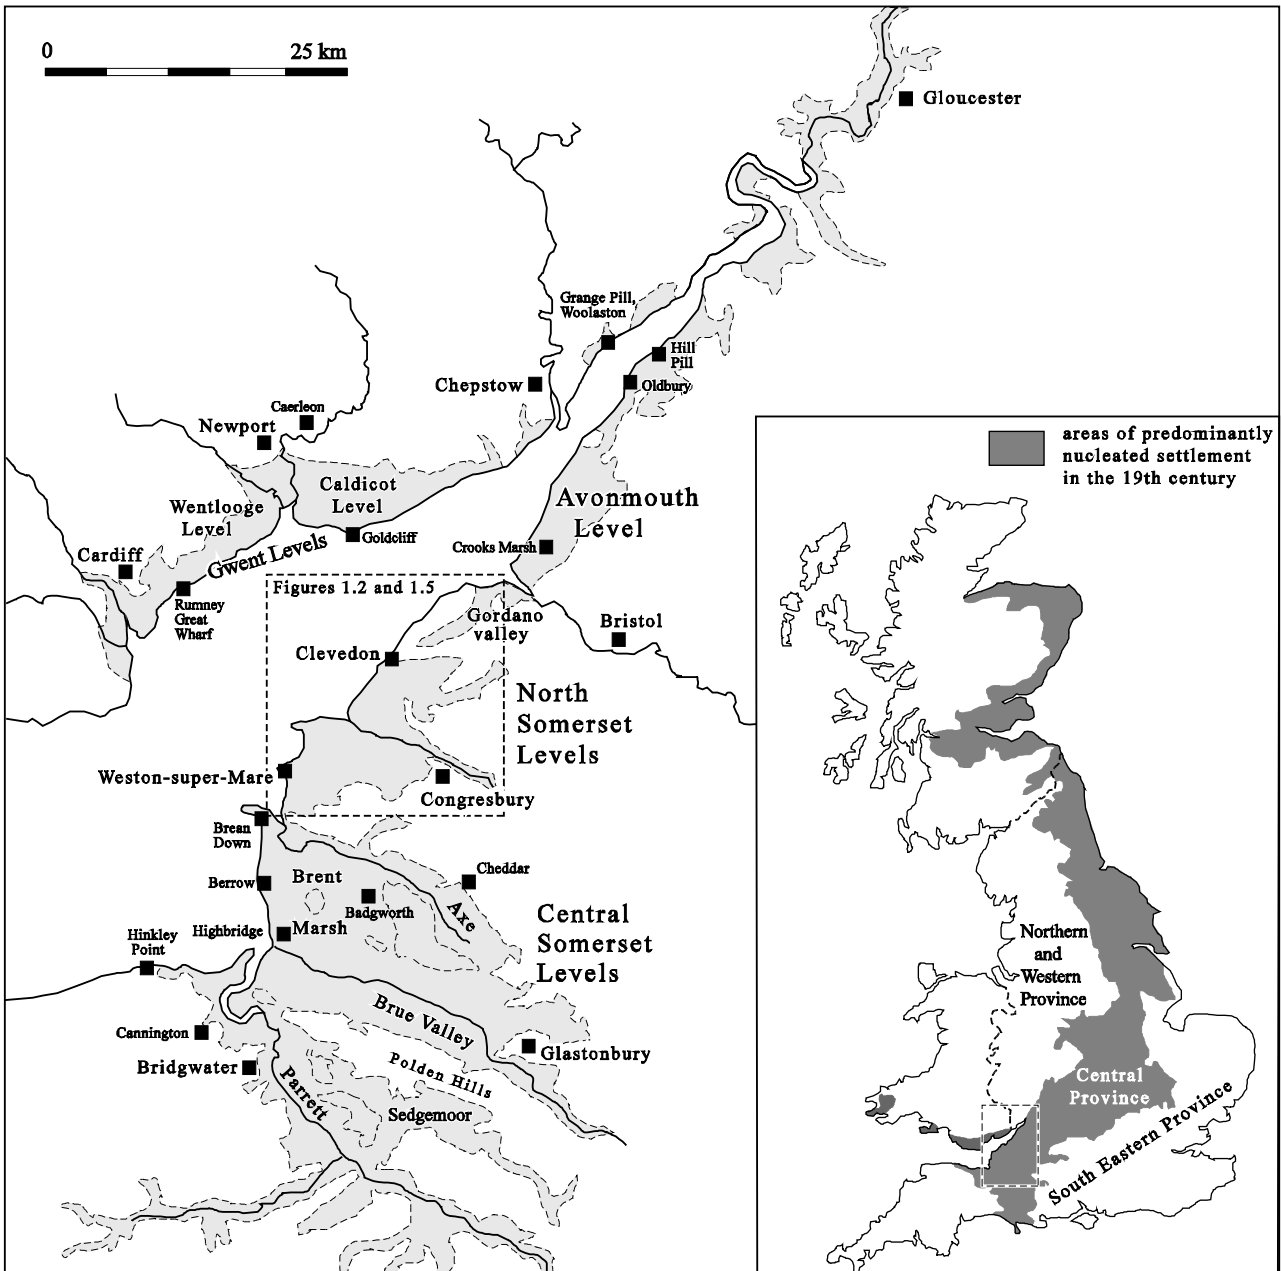 0 25 km
Gloucester
Grange Pill,
Woolaston
Hill
Pill
Oldbury
Chepstow
Caerleon
Newport
Caldicot
Level
Wentlooge
Level
Goldcliff
Gwent Levels
Cardiff
Rumney
Great
Wharf
Avonmouth
Level
Crooks Marsh
Figures 1.2 and 1.5
Gordano
valley
Bristol
Clevedon
North
Somerset
Levels
Weston-super-Mare
Congresbury
Brean
Down
Cheddar
Berrow
Brent
Badgworth
Axe
Highbridge
Marsh
Central
Somerset
Levels
Hinkley
Point
Brue Valley
Cannington
Glastonbury
Bridgwater
Polden Hills
Parrett
Sedgemoor
areas of predominantly
nucleated settlement
in the 19th century
Northern
and
Western
Province
Central
Province
South Eastern Province